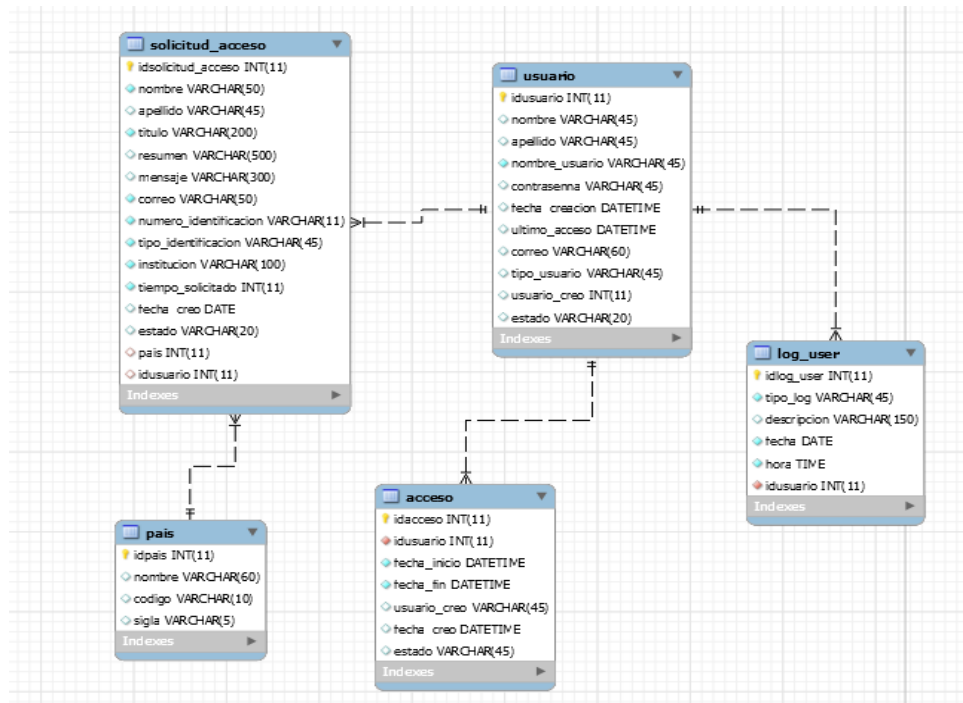 solicitud_acceso
idsolicitud_acceso INT(11)
nombre VARCHAR(50)
apellido VARCHAR(45)
titulo VARCHAR(200)
resumen VARCHAR(500)
mensaje VARCHAR(300)
correo VARCHAR(50)
numero_identificacion VARCHAR(11)
tipo_identificacion VARCHAR(45)
institucion VARCHAR(100)
tiempo_solicitado INT(11)
fecha_creo DATE
estado VARCHAR(20)
pais INT(11)
idusuario INT(11)
Indexes
usuario
idusuario INT(11)
nombre VARCHAR(45)
apellido VARCHAR(45)
nombre_usuario VARCHAR(45)
contrasenna VARCHAR(45)
fecha_creacion DATETIME
ultimo_acceso DATETIME
correo VARCHAR(60)
tipo_usuario VARCHAR(45)
usuario_creo INT(11)
estado VARCHAR(20)
Indexes
log_user
idlog_user INT(11)
tipo_log VARCHAR(45)
descripcion VARCHAR(150)
fecha DATE
hora TIME
idusuario INT(11)
Indexes
pais
idpais INT(11)
nombre VARCHAR(60)
codigo VARCHAR(10)
sigla VARCHAR(5)
Indexes
acceso
idacceso INT(11)
idusuario INT(11)
fecha_inicio DATETIME
fecha_fin DATETIME
usuario_creo VARCHAR(45)
fecha_creo DATETIME
estado VARCHAR(45)
Indexes